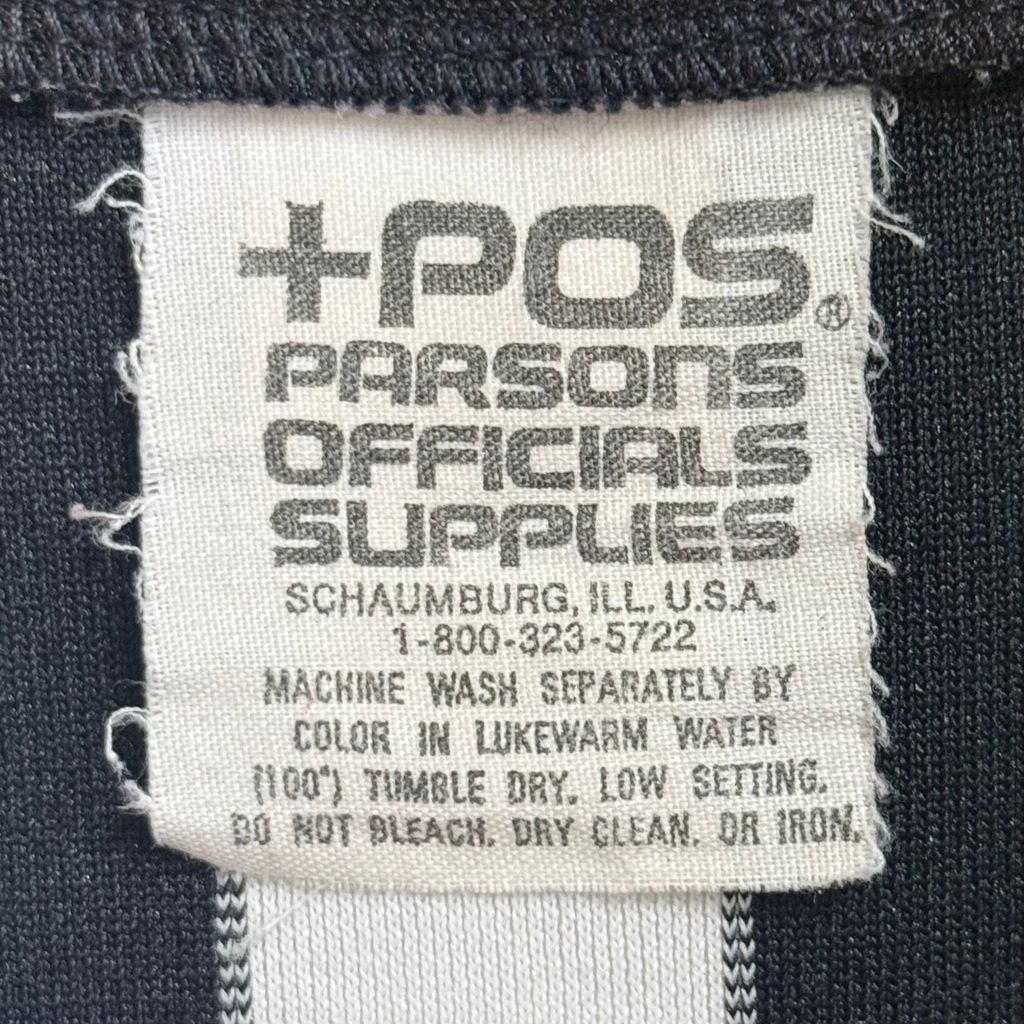 +POS®
PARSONS
OFFICIALS
SUPPLIES
SCHAUMBURG, ILL. U.S.A.
1-800-323-5722
MACHINE WASH SEPARATELY BY
COLOR IN LUKEWARM WATER
(100°) TUMBLE DRY. LOW SETTING.
DO NOT BLEACH. DRY CLEAN. OR IRON.